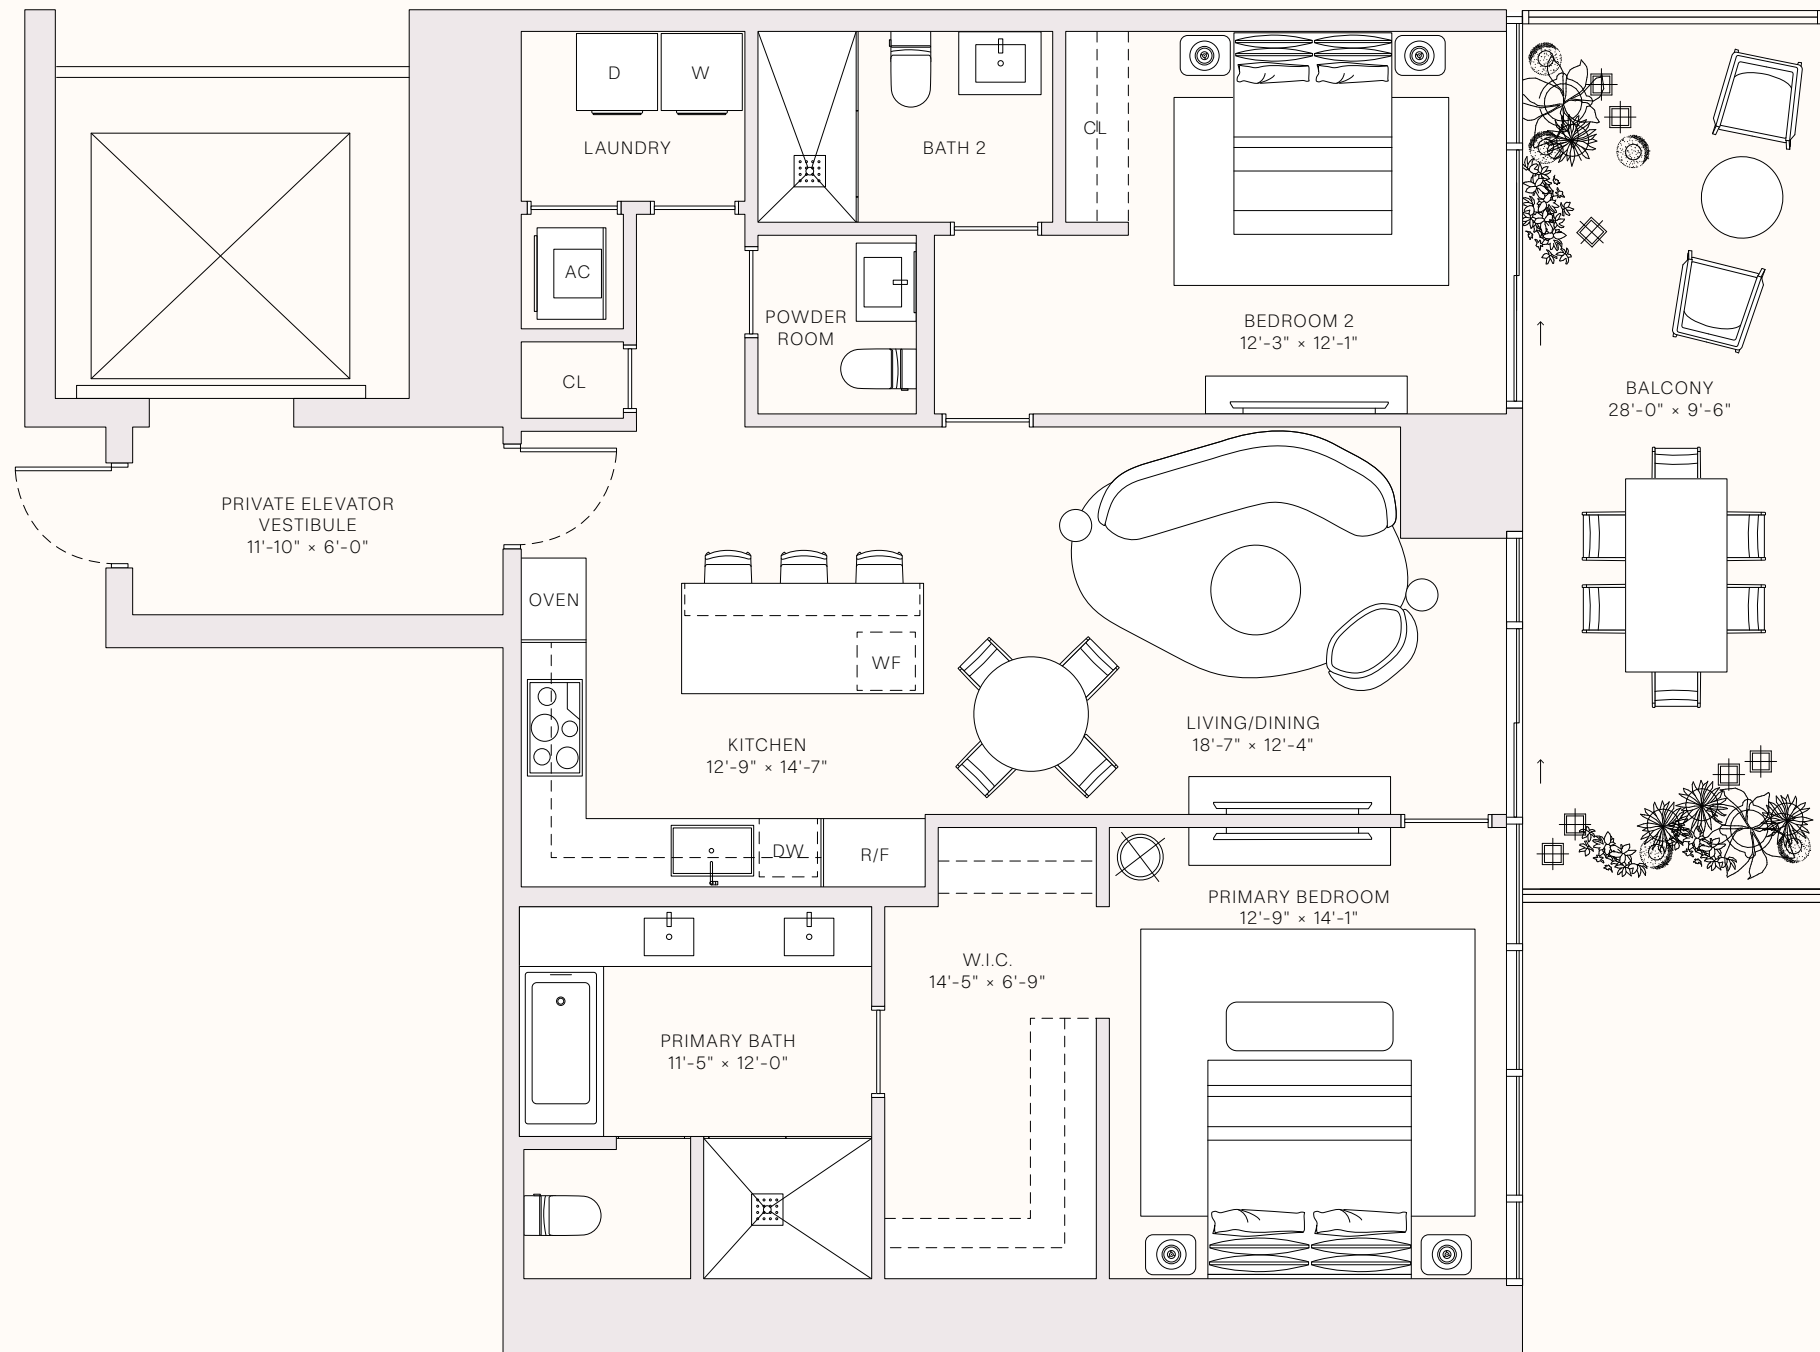 D
W
LAUNDRY
BATH 2
CL
AC
POWDER
ROOM
BEDROOM 2
12'-3" × 12'-1"
CL
BALCONY
28'-0" × 9'-6"
PRIVATE ELEVATOR
VESTIBULE
11'-10" × 6'-0"
OVEN
WF
KITCHEN
12'-9" × 14'-7"
LIVING/DINING
18'-7" × 12'-4"
DW
R/F
PRIMARY BEDROOM
12'-9" × 14'-1"
W.I.C.
14'-5" × 6'-9"
PRIMARY BATH
11'-5" × 12'-0"